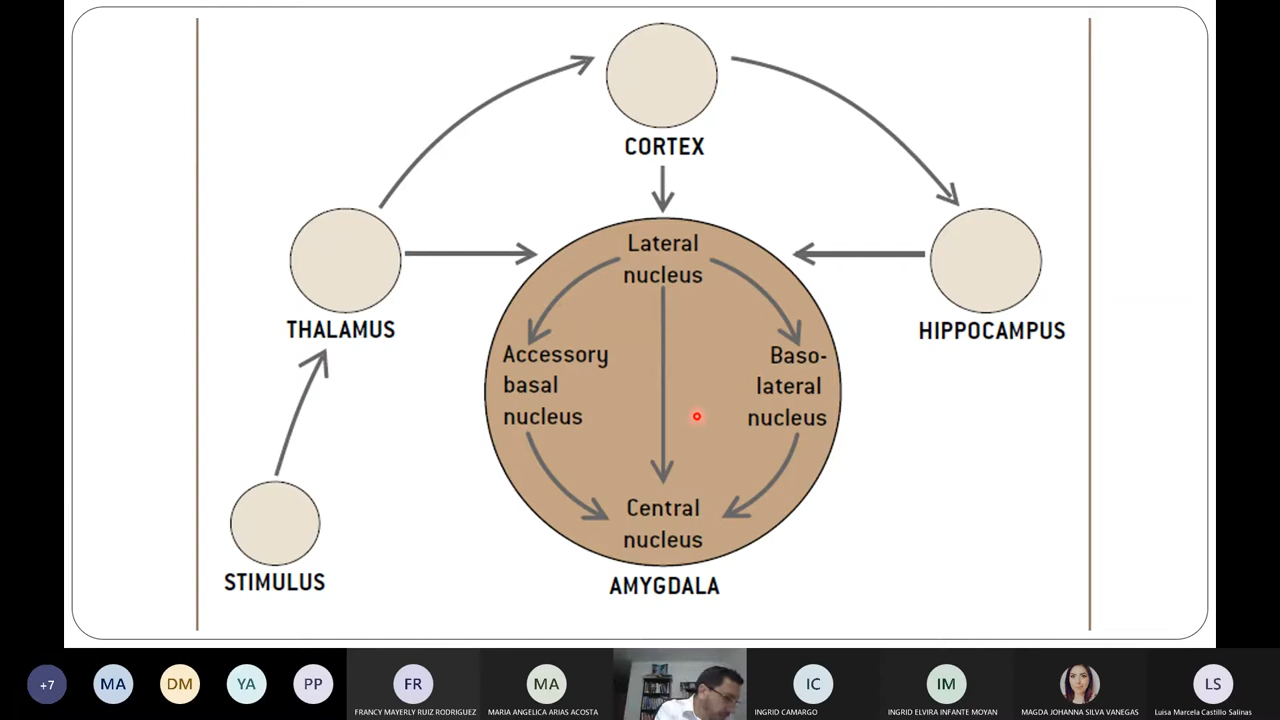 CORTEX
Lateral
nucleus
THALAMUS
HIPPOCAMPUS
Accessory
basal
nucleus
Baso-
lateral
nucleus
Central
nucleus
STIMULUS
AMYGDALA
+7
MA
DM
YA
PP
FR
FRANCY MAYERLY RUIZ RODRIGUEZ
MA
MARIA ANGELICA ARIAS ACOSTA
IC
INGRID CAMARGO
IM
INGRID ELVIRA INFANTE MOYAN
MAGDA JOHANNA SILVA VANEGAS
LS
Luisa Marcela Castillo Salinas